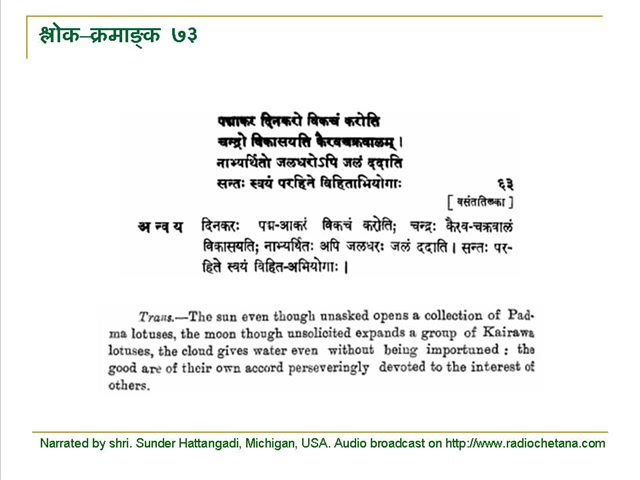 श्लोक–क्रमाङ्क ७३
पद्माकर दिनकरो विकचं करोति
चन्द्रो विकासयति कैरवचक्रवालम् ।
नाभ्यर्थितो जलधरोऽपि जलं ददाति
सन्तः स्वयं परहिने विहिताभियोगाः ६३
[ वसंततिलका ]
अन्वय दिनकरः पद्म-आकरं विकचं करोति; चन्द्रः कैरव-चक्रवालं
विकासयति; नाभ्यर्थितः अपि जलधरः जलं ददाति । सन्तः पर-
हिते स्वयं विहित-अभियोगाः ।
Trans.—The sun even though unasked opens a collection of Pad-
ma lotuses, the moon though unsolicited expands a group of Kairawa
lotuses, the cloud gives water even without being importuned : the
good are of their own accord perseveringly devoted to the interest of
others.
Narrated by shri. Sunder Hattangadi, Michigan, USA. Audio broadcast on http://www.radiochetana.com